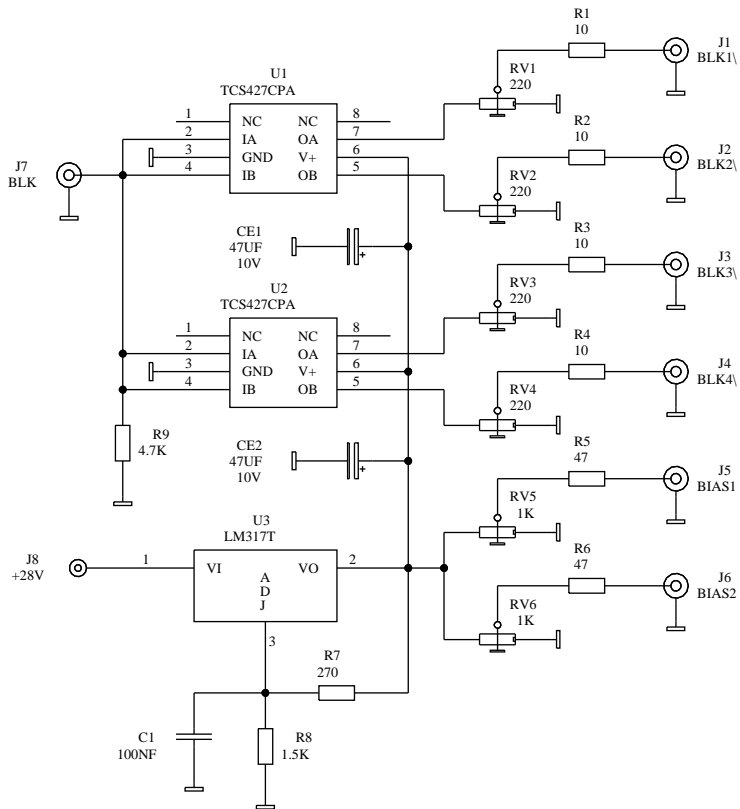 R1
10
J1
BLK1\
RV1
220
U1
TCS427CPA
1 NC NC 8
2 IA OA 7
3 GND V+ 6
4 IB OB 5
J7
BLK
R2
10
J2
BLK2\
RV2
220
CE1
47UF
10V
+
R3
10
J3
BLK3\
RV3
220
U2
TCS427CPA
1 NC NC 8
2 IA OA 7
3 GND V+ 6
4 IB OB 5
R4
10
J4
BLK4\
RV4
220
R9
4.7K
CE2
47UF
10V
+
R5
47
J5
BIAS1
RV5
1K
U3
LM317T
J8
+28V
1 VI VO 2
A
D
J
3
R6
47
J6
BIAS2
RV6
1K
R7
270
C1
100NF
R8
1.5K